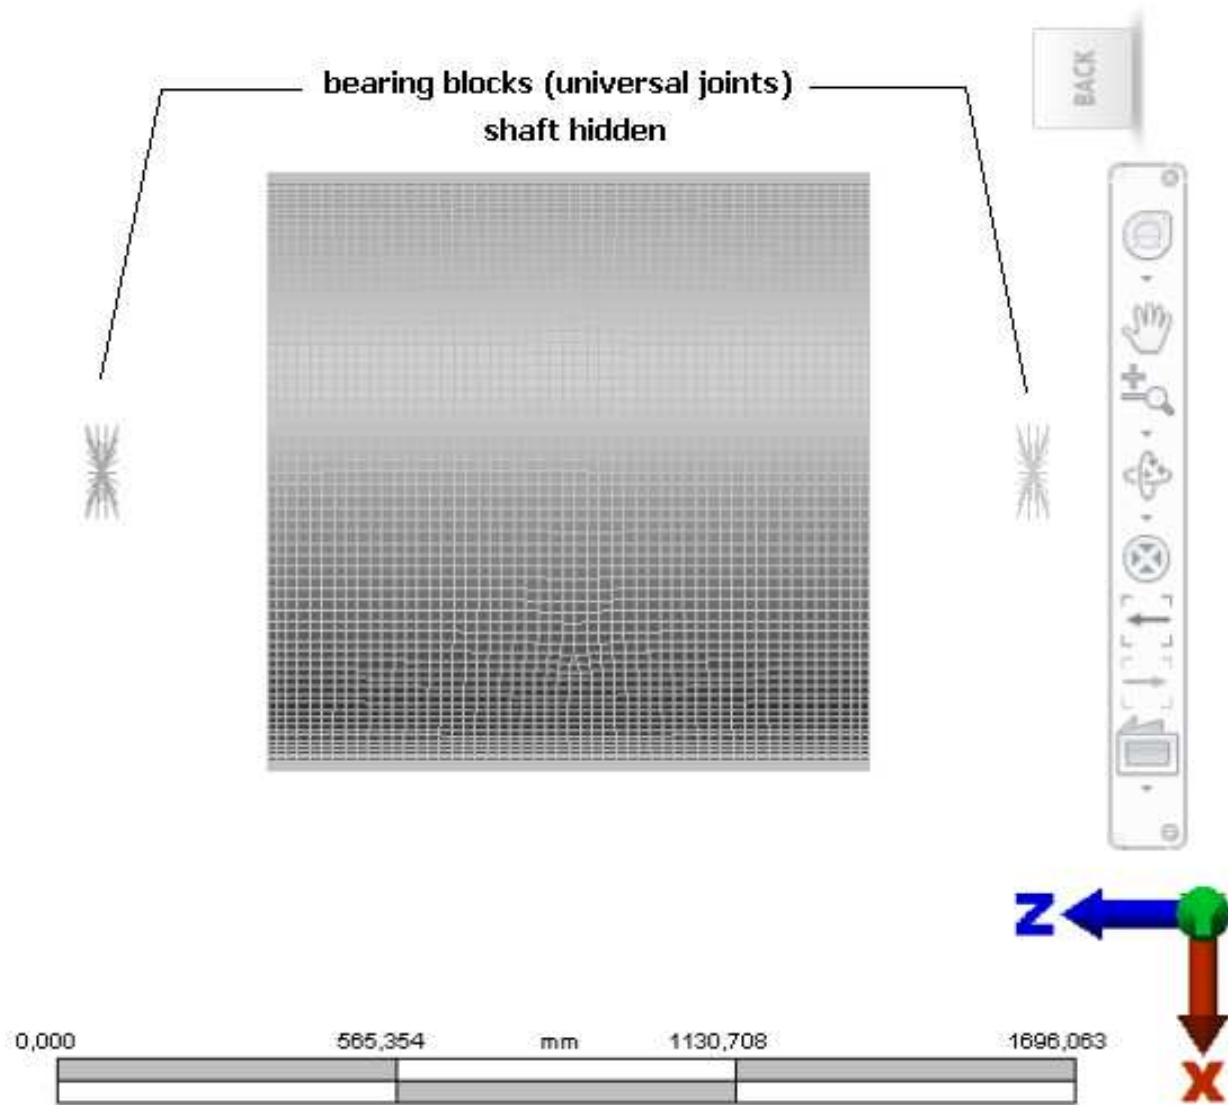 bearing blocks (universal joints)
shaft hidden
BACK
Z
X
0,000 565,354 mm 1130,708 1696,063